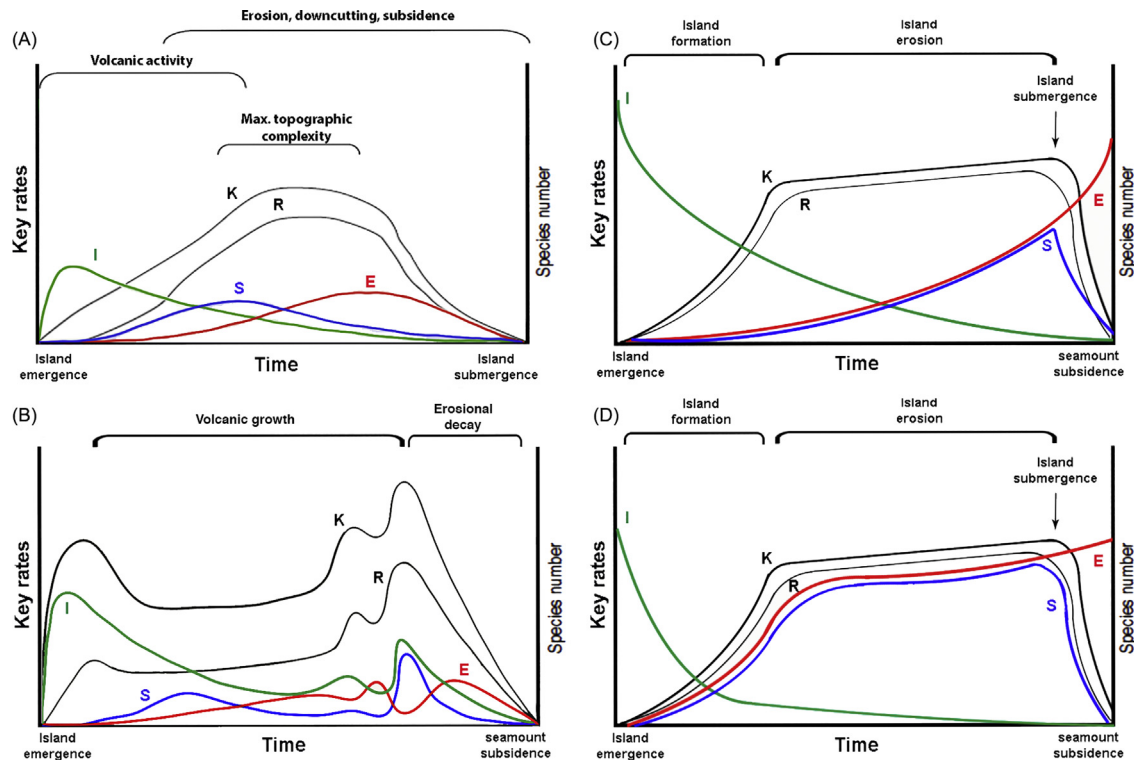 (A)
Erosion, downcutting, subsidence
Volcanic activity
Max. topographic
complexity
K
R
I
S
E
Key rates
Species number
Island
emergence
Time
Island
submergence
(C)
Island
formation
Island
erosion
Island
submergence
I
K
R
E
S
Key rates
Species number
Island
emergence
Time
seamount
subsidence
(B)
Volcanic growth
Erosional
decay
K
I
R
S
E
Key rates
Species number
Island
emergence
Time
seamount
subsidence
(D)
Island
formation
Island
erosion
Island
submergence
I
K
R
E
S
Key rates
Species number
Island
emergence
Time
seamount
subsidence